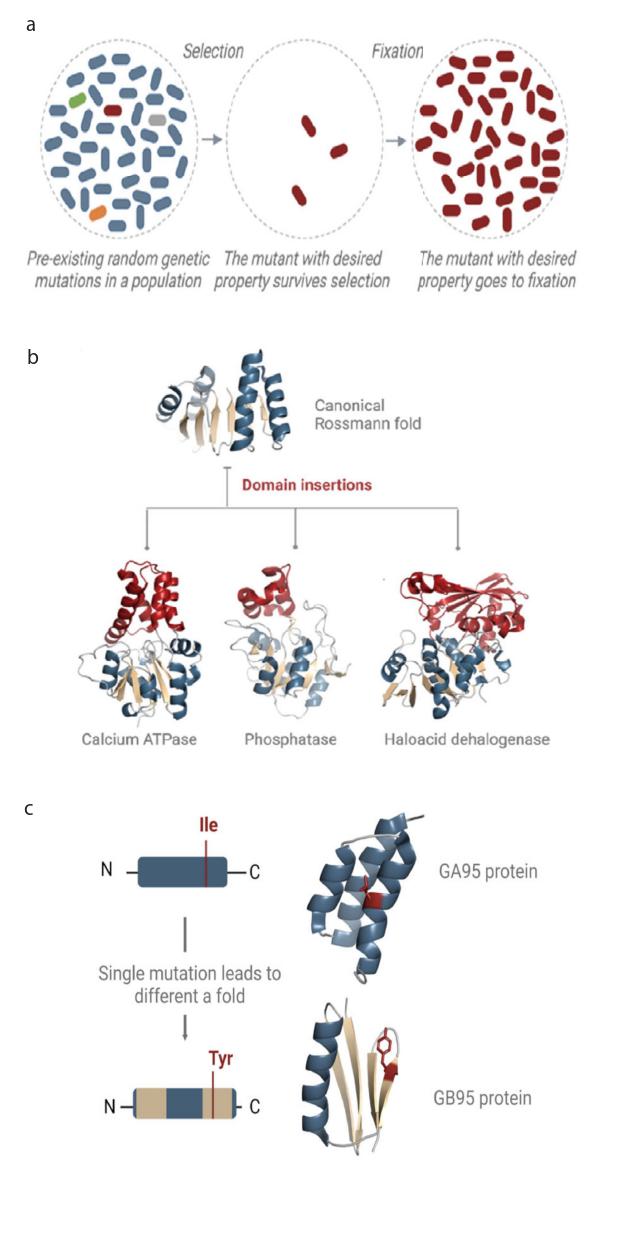 a
Selection
Fixation
Pre-existing random genetic
mutations in a population
The mutant with desired
property survives selection
The mutant with desired
property goes to fixation
b
Canonical
Rossmann fold
Domain insertions
Calcium ATPase
Phosphatase
Haloacid dehalogenase
c
Ile
N
C
GA95 protein
Single mutation leads to
different a fold
Tyr
N
C
GB95 protein